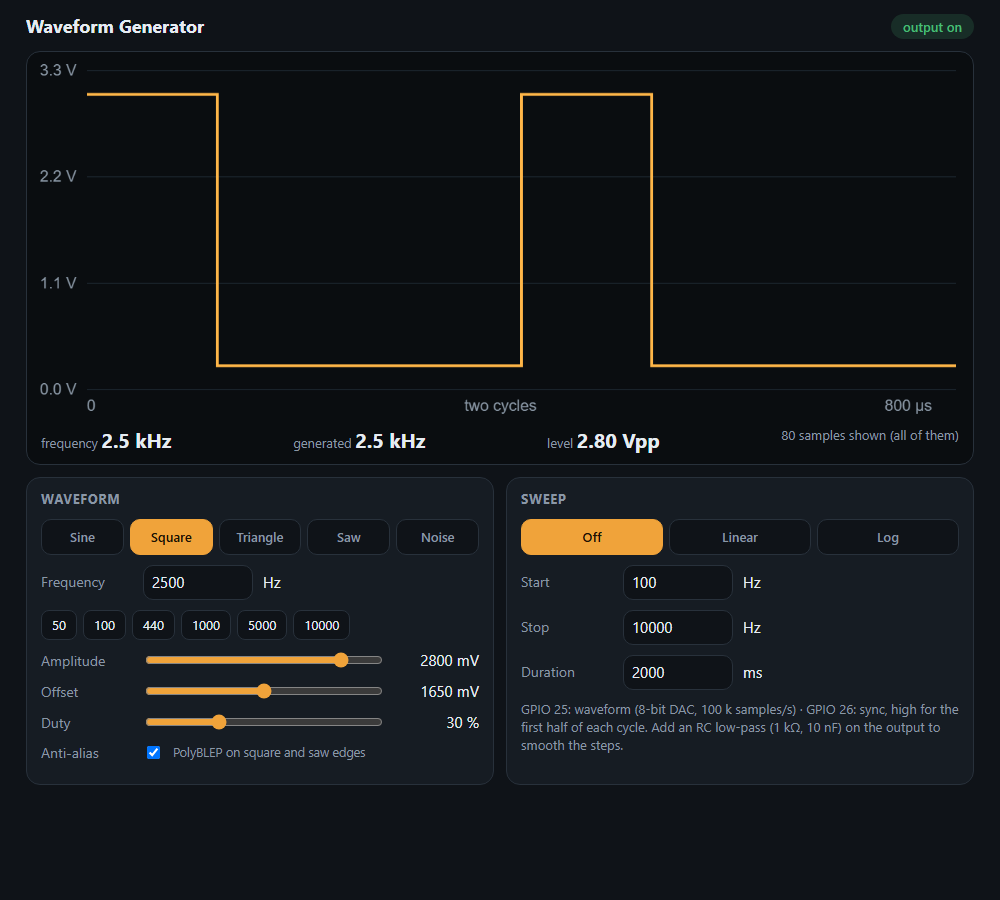 Waveform Generator
output on
3.3 V
2.2 V
1.1 V
0.0 V
0 two cycles 800 µs
frequency 2.5 kHz generated 2.5 kHz level 2.80 Vpp 80 samples shown (all of them)
WAVEFORM
Sine Square Triangle Saw Noise
Frequency 2500 Hz
50 100 440 1000 5000 10000
Amplitude 2800 mV
Offset 1650 mV
Duty 30 %
Anti-alias PolyBLEP on square and saw edges
SWEEP
Off Linear Log
Start 100 Hz
Stop 10000 Hz
Duration 2000 ms
GPIO 25: waveform (8-bit DAC, 100 k samples/s) · GPIO 26: sync, high for the
first half of each cycle. Add an RC low-pass (1 kΩ, 10 nF) on the output to
smooth the steps.